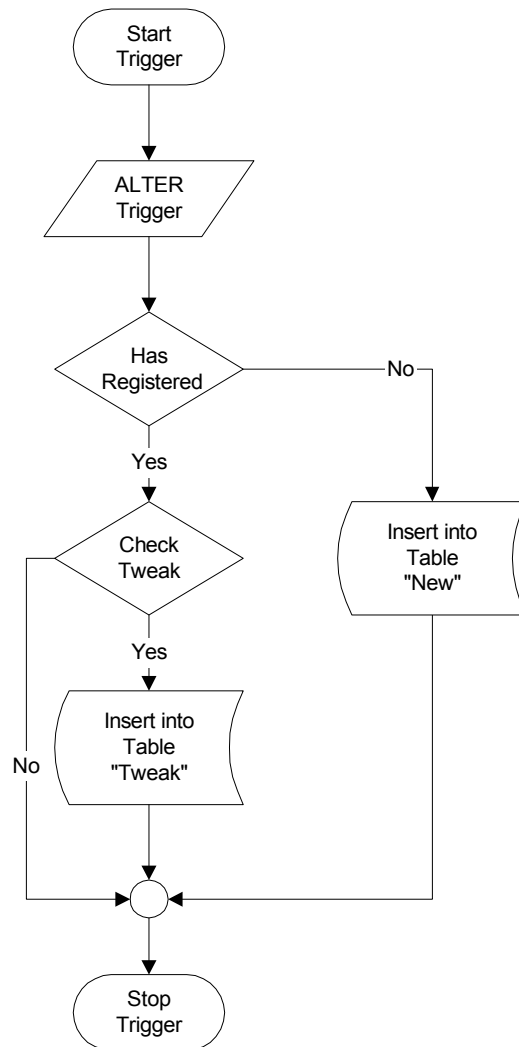 Start
Trigger
ALTER
Trigger
Has
Registered
No
Yes
Check
Tweak
Insert into
Table
"New"
Yes
Insert into
Table
"Tweak"
No
Stop
Trigger